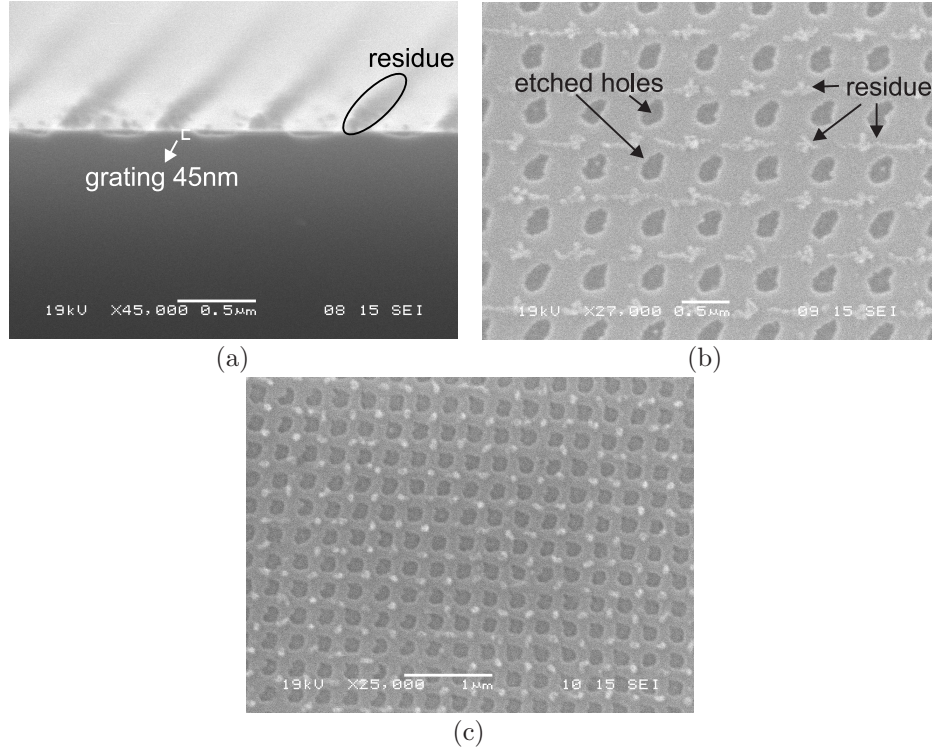 residue
grating 45nm
19kV X45,000 0.5µm 08 15 SEI
(a)
etched holes
residue
19kV X27,000 0.5µm 09 15 SEI
(b)
19kV X25,000 1µm 10 15 SEI
(c)